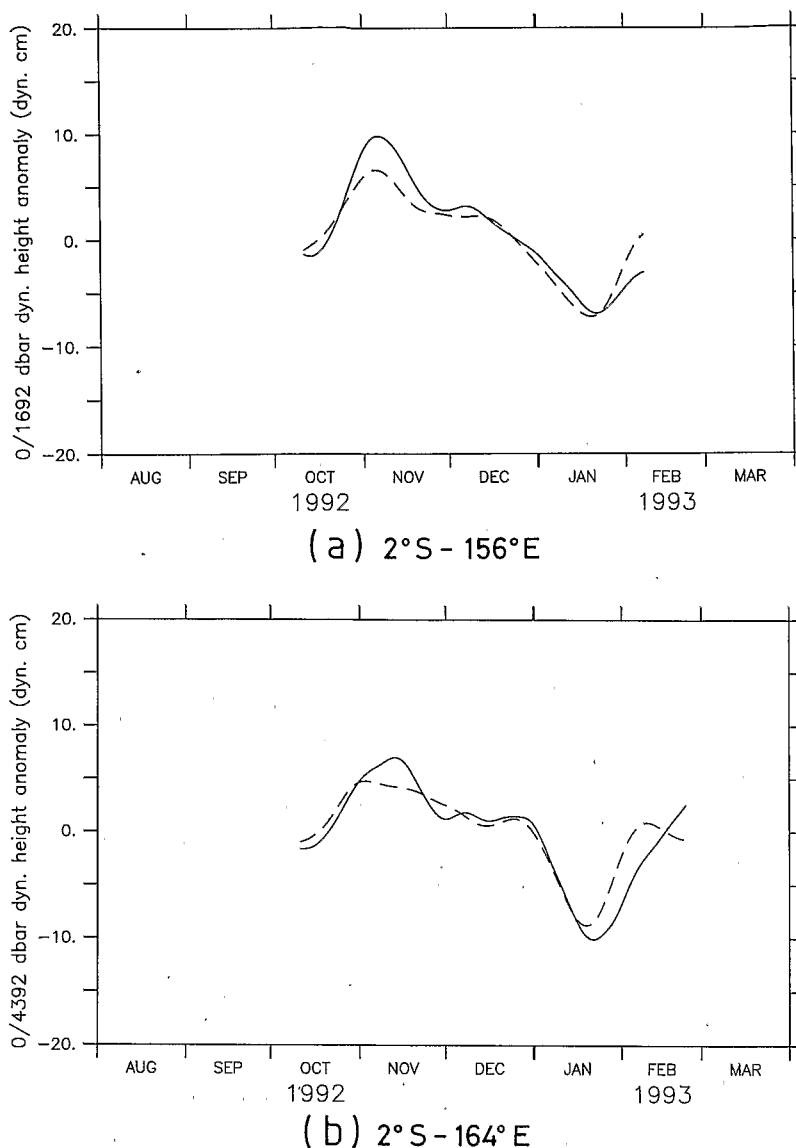 20.
10.
0.
-10.
-20.
0/1692 dbar dyn. height anomaly (dyn. cm)
AUG SEP OCT NOV DEC JAN FEB MAR
1992 1993
(a) 2°S - 156°E
20.
10.
0.
-10.
-20.
0/4392 dbar dyn. height anomaly (dyn. cm)
AUG SEP OCT NOV DEC JAN FEB MAR
1992 1993
(b) 2°S - 164°E